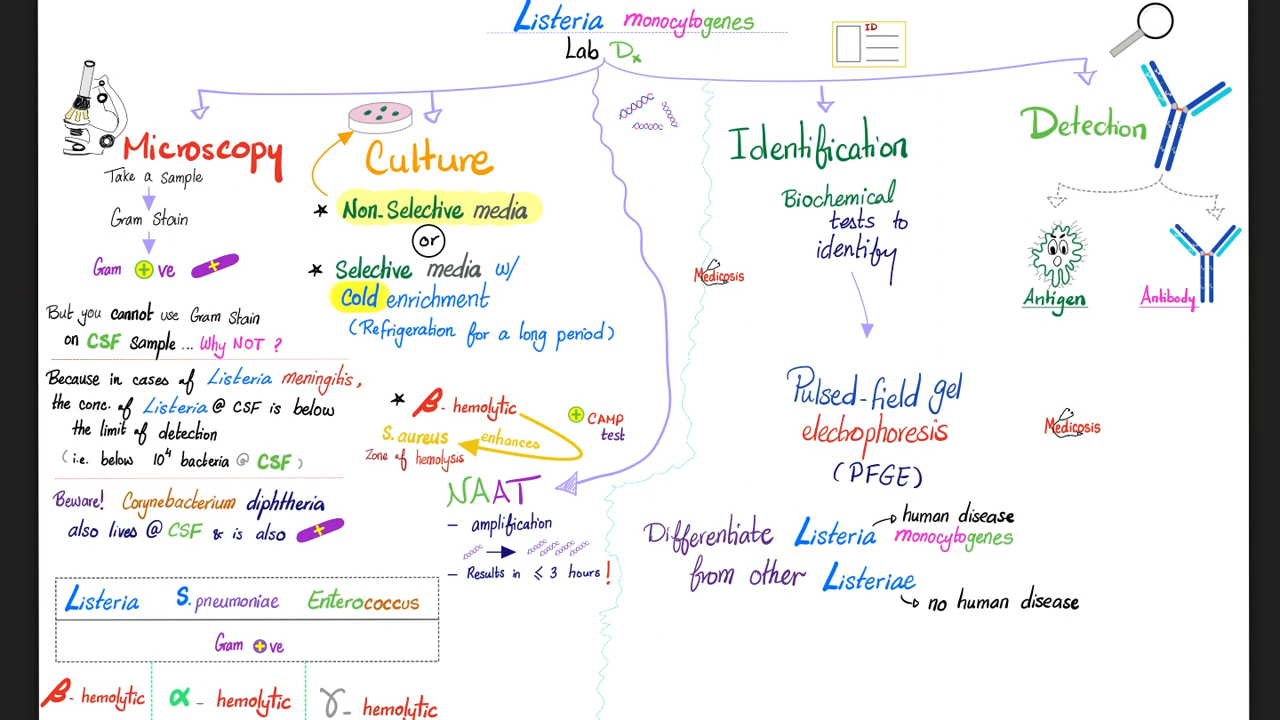 Listeria monocytogenes
Lab Dx
ID
Microscopy
Take a Sample
Gram Stain
Gram + ve
+
But you cannot use Gram Stain
on CSF Sample ... Why NOT ?
Because in cases of Listeria meningitis,
the conc. of Listeria @ CSF is below
the limit of detection
(i.e. below 10⁴ bacteria @ CSF)
Beware! Corynebacterium diphtheria
also lives @ CSF & is also +
Listeria S. pneumoniae Enterococcus
Gram + ve
β- hemolytic α - hemolytic γ- hemolytic
Culture
Non-Selective media
or
Selective media w/
Cold enrichment
(Refrigeration for a long period)
β- hemolytic
+ CAMP
test
S. aureus
enhances
Zone of hemolysis
NAAT
- amplification
- Results in ≤ 3 hours !
Identification
Biochemical
tests to
identify
Medicosis
Pulsed-field gel
electrophoresis
(PFGE)
Medicosis
Differentiate Listeria monocytogenes
human disease
from other Listeriae
no human disease
Detection
Antigen
Antibody